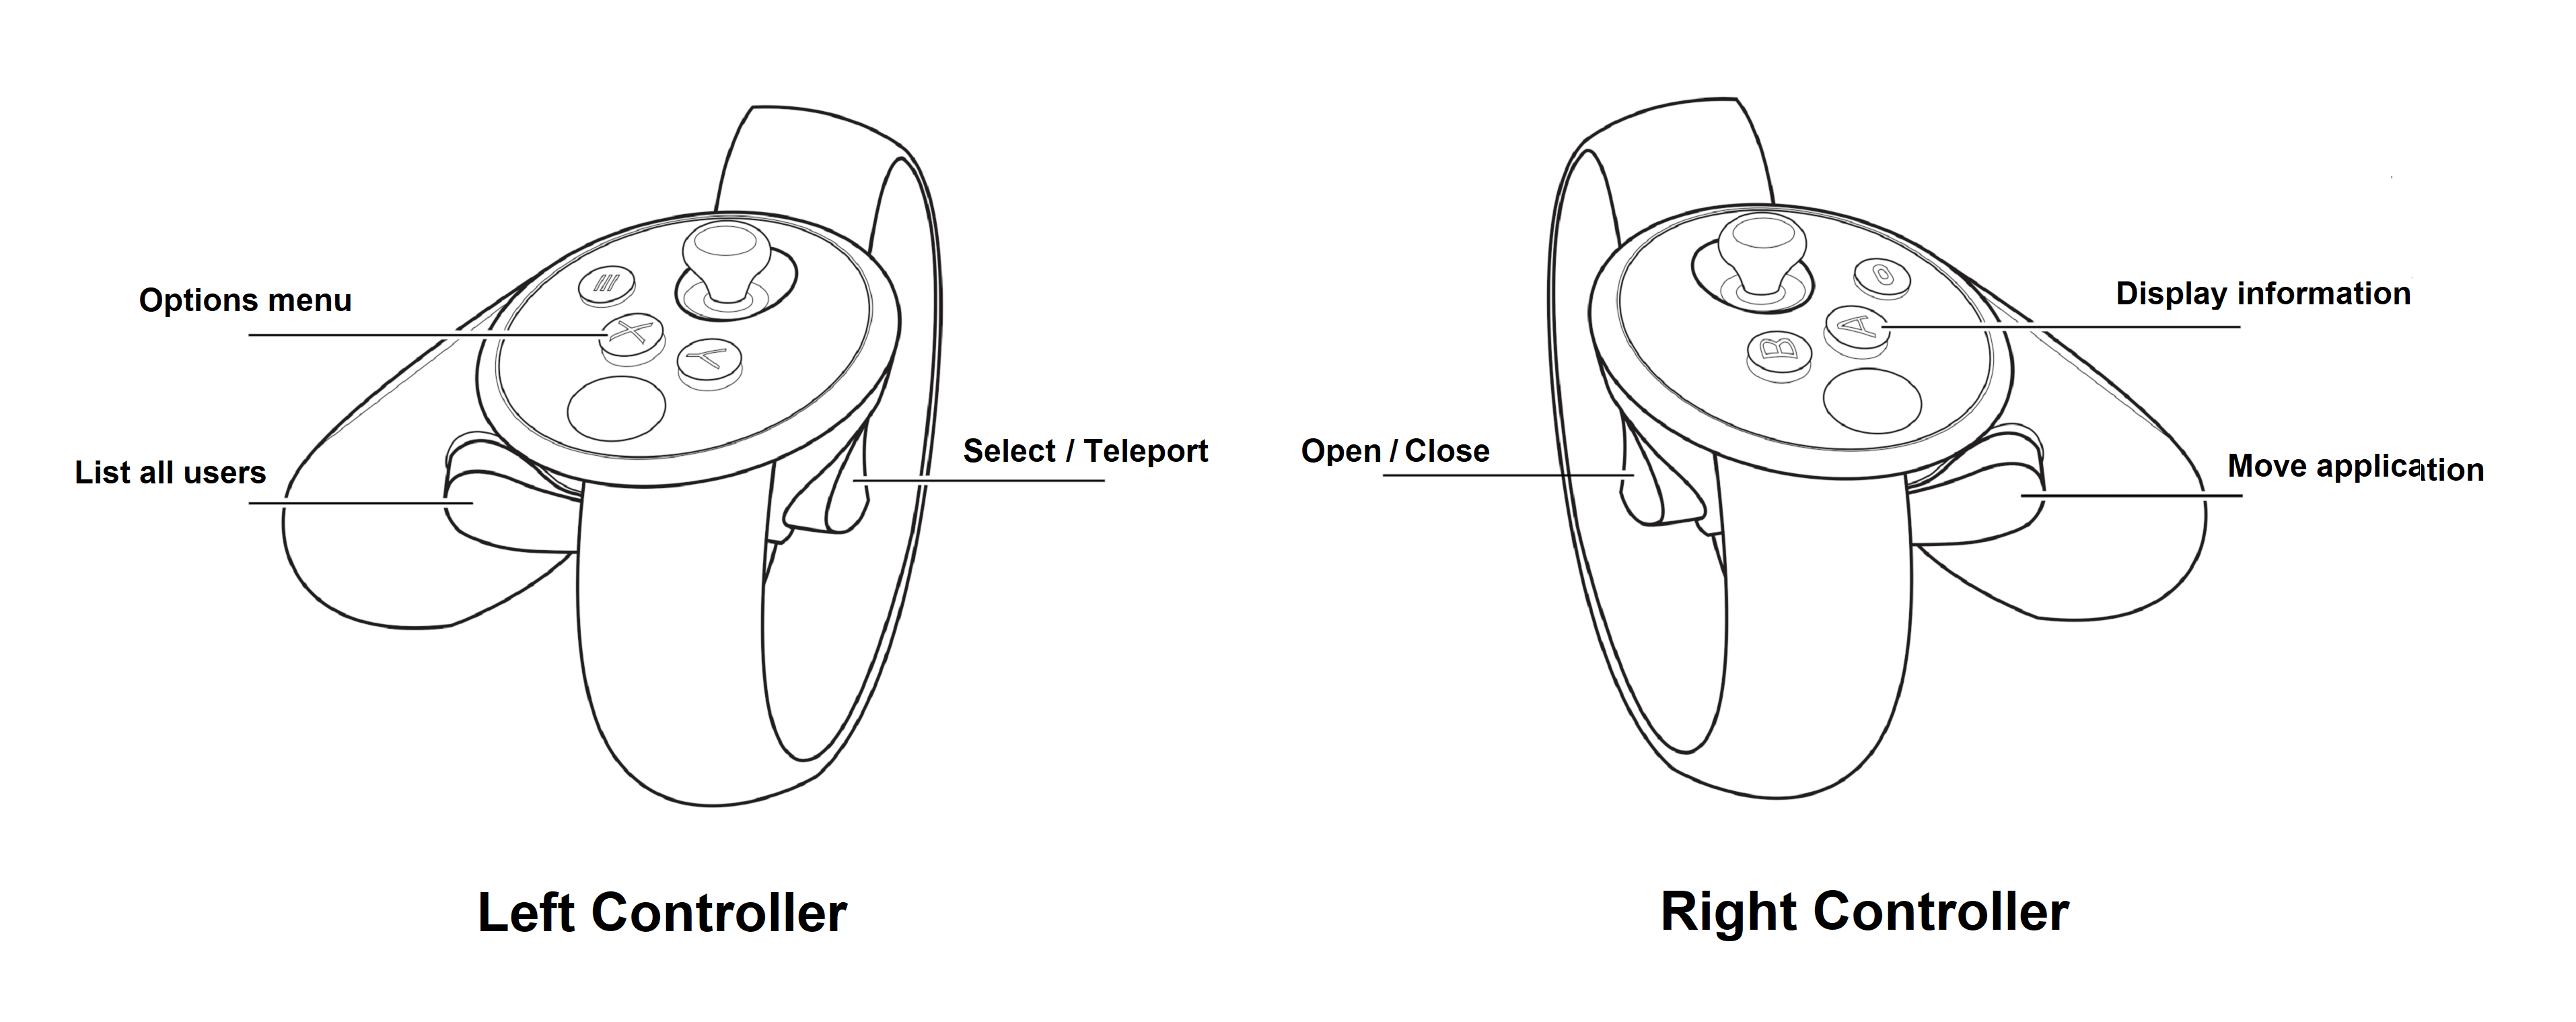 Options menu
X
Y
List all users
Select / Teleport
Left Controller
Open / Close
A
B
Display information
Move application
Right Controller